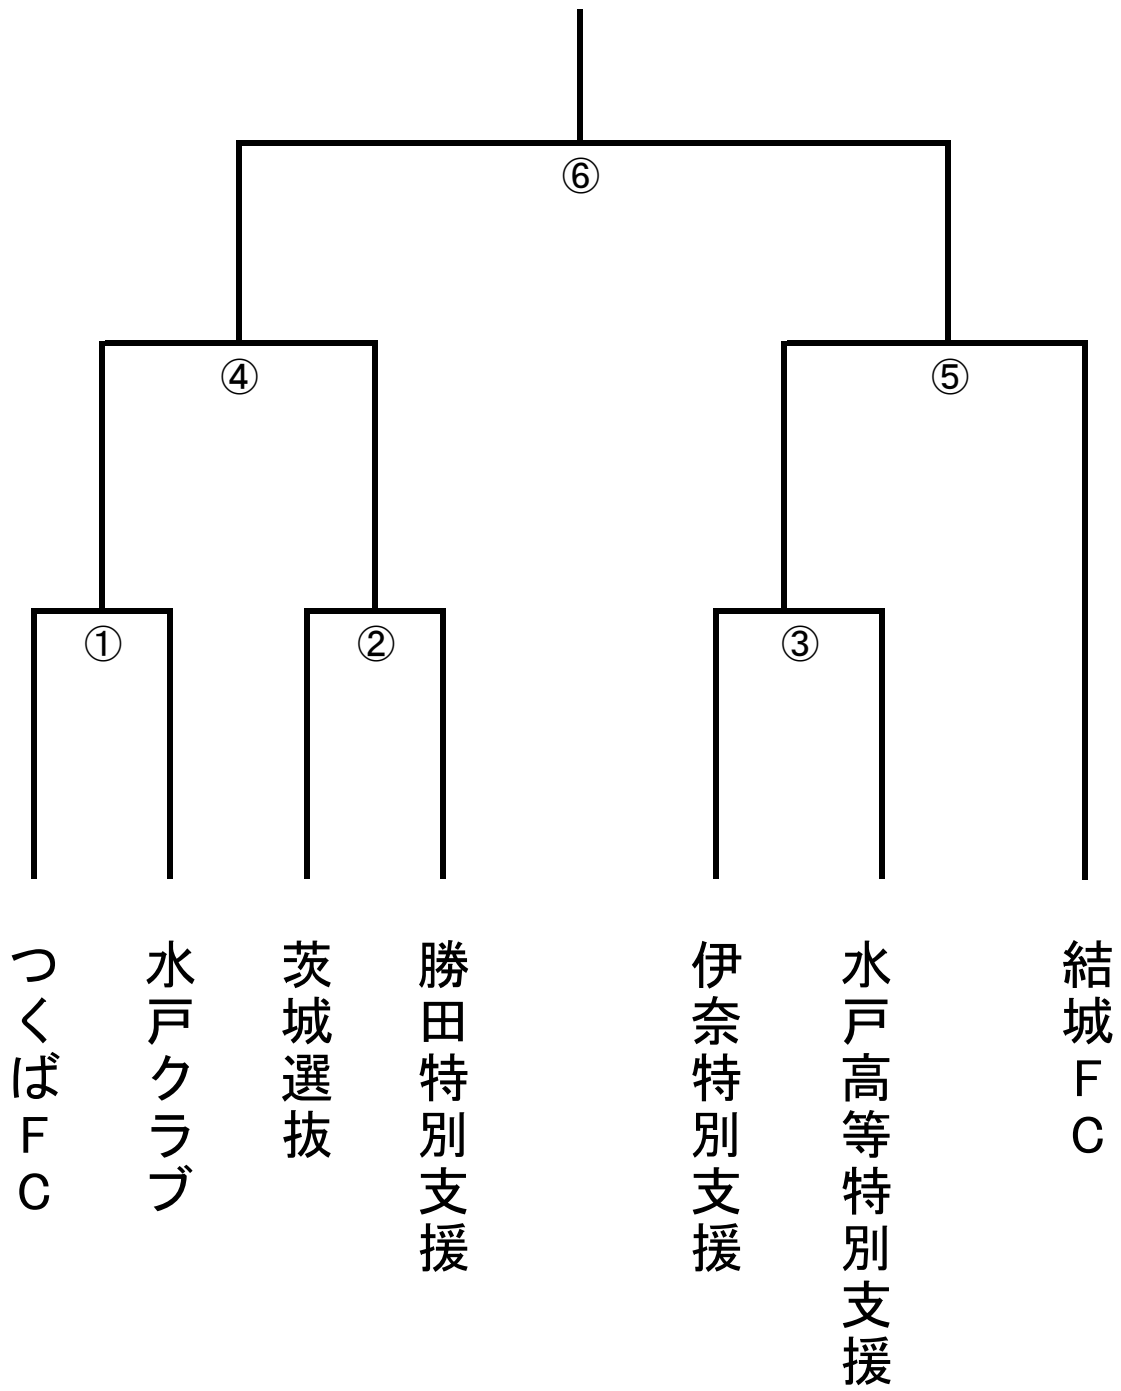 ⑥
④
⑤
①
②
③
つくばFC
水戸クラブ
茨城選抜
勝田特別支援
伊奈特別支援
水戸高等特別支援
結城FC